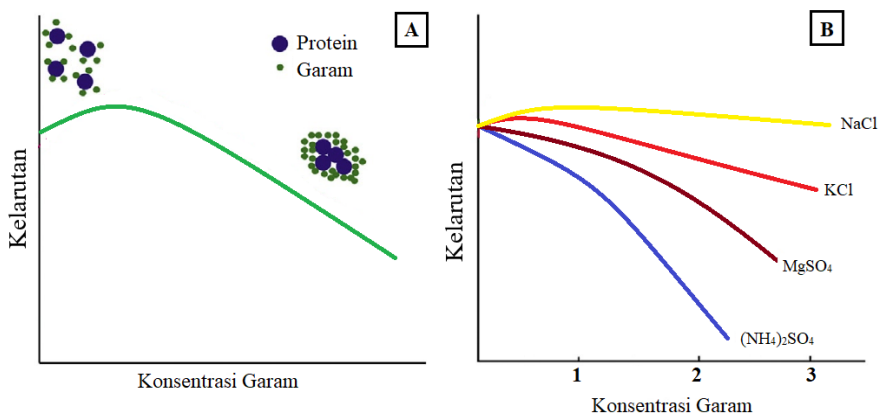 A
Protein
Garam
Kelarutan
Konsentrasi Garam
B
NaCl
KCl
MgSO₄
(NH₄)₂SO₄
Kelarutan
1 2 3
Konsentrasi Garam